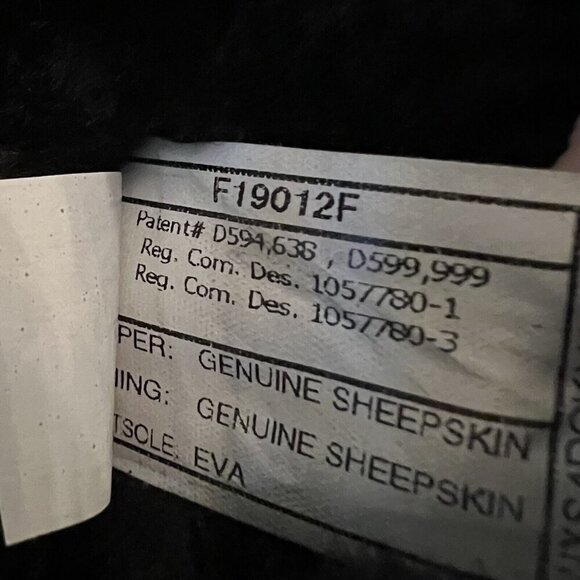 F19012F
Patent# D594,638 , D599,999
Reg. Com. Des. 1057780-1
Reg. Com. Des. 1057780-3
PER: GENUINE SHEEPSKIN
ING: GENUINE SHEEPSKIN
TSOLE. EVA